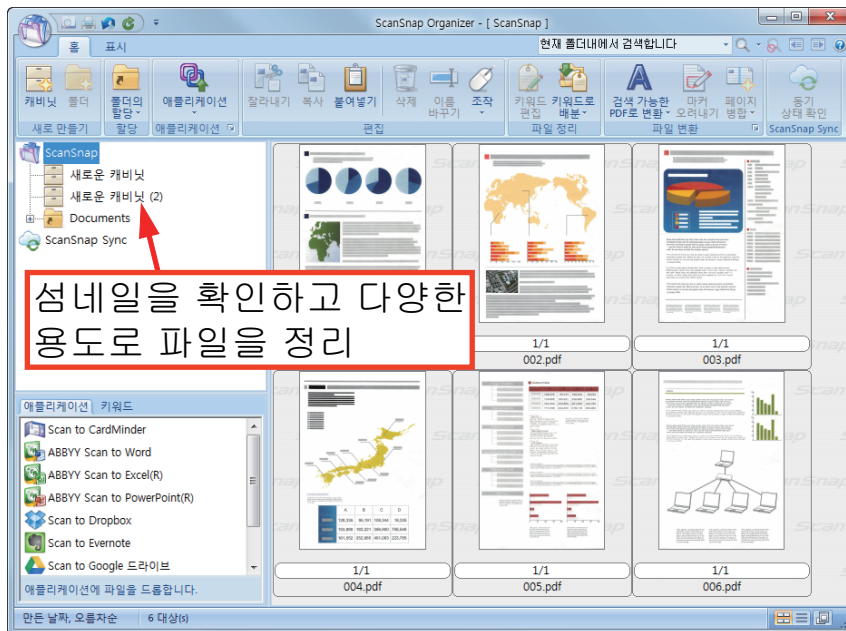 ScanSnap Organizer - [ ScanSnap ]
홈
표시
현재 폴더내에서 검색합니다
캐비닛
폴더
폴더의
할당
애플리케이션
잘라내기
복사
붙여넣기
삭제
이름
바꾸기
조작
키워드
편집
키워드로
배분
검색 가능한
PDF로 변환
마커
오려내기
페이지
병합
동기
상태 확인
새로 만들기
할당
애플리케이션
편집
파일 정리
파일 변환
ScanSnap Sync
ScanSnap
새로운 캐비닛
새로운 캐비닛 (2)
Documents
ScanSnap Sync
섬네일을 확인하고 다양한
용도로 파일을 정리
1/1
002.pdf
1/1
003.pdf
애플리케이션
키워드
Scan to CardMinder
ABBYY Scan to Word
ABBYY Scan to Excel(R)
ABBYY Scan to PowerPoint(R)
Scan to Dropbox
Scan to Evernote
Scan to Google 드라이브
애플리케이션에 파일을 드롭합니다.
A B C D
1/1
004.pdf
1/1
005.pdf
1/1
006.pdf
만든 날짜, 오름차순
6 대상(s)